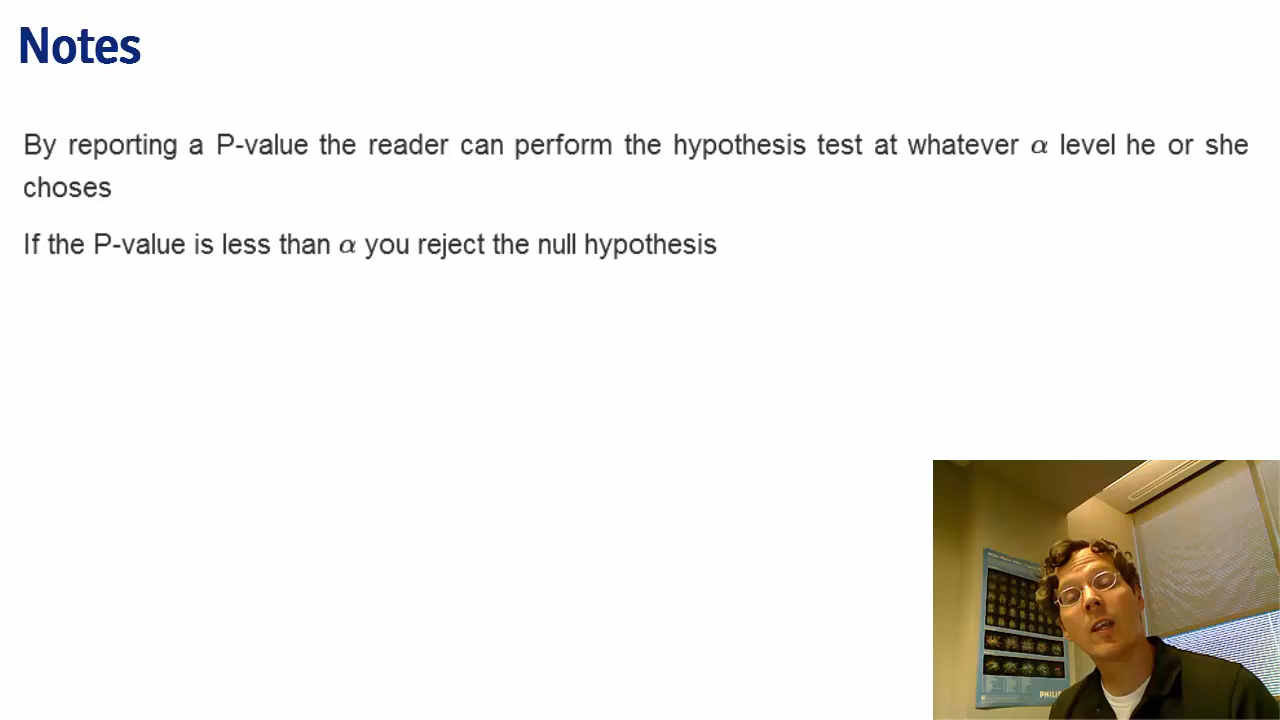 Notes
By reporting a P-value the reader can perform the hypothesis test at whatever α level he or she
choses
If the P-value is less than α you reject the null hypothesis